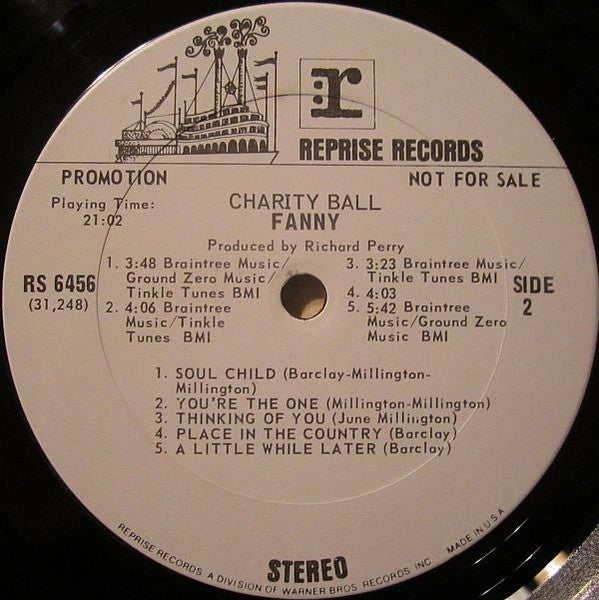 r
REPRISE RECORDS
PROMOTION
NOT FOR SALE
Playing Time:
21:02
CHARITY BALL
FANNY
Produced by Richard Perry
RS 6456
(31,248)
1. 3:48 Braintree Music/
Ground Zero Music/
Tinkle Tunes BMI
2. 4:06 Braintree
Music/Tinkle
Tunes BMI
3. 3:23 Braintree Music/
Tinkle Tunes BMI
4. 4:03
5. 5:42 Braintree
Music/Ground Zero
Music BMI
SIDE
2
1. SOUL CHILD (Barclay-Millington-
Millington)
2. YOU'RE THE ONE (Millington-Millington)
3. THINKING OF YOU (June Millington)
4. PLACE IN THE COUNTRY (Barclay)
5. A LITTLE WHILE LATER (Barclay)
STEREO
REPRISE RECORDS A DIVISION OF WARNER BROS. RECORDS INC. MADE IN U.S.A.